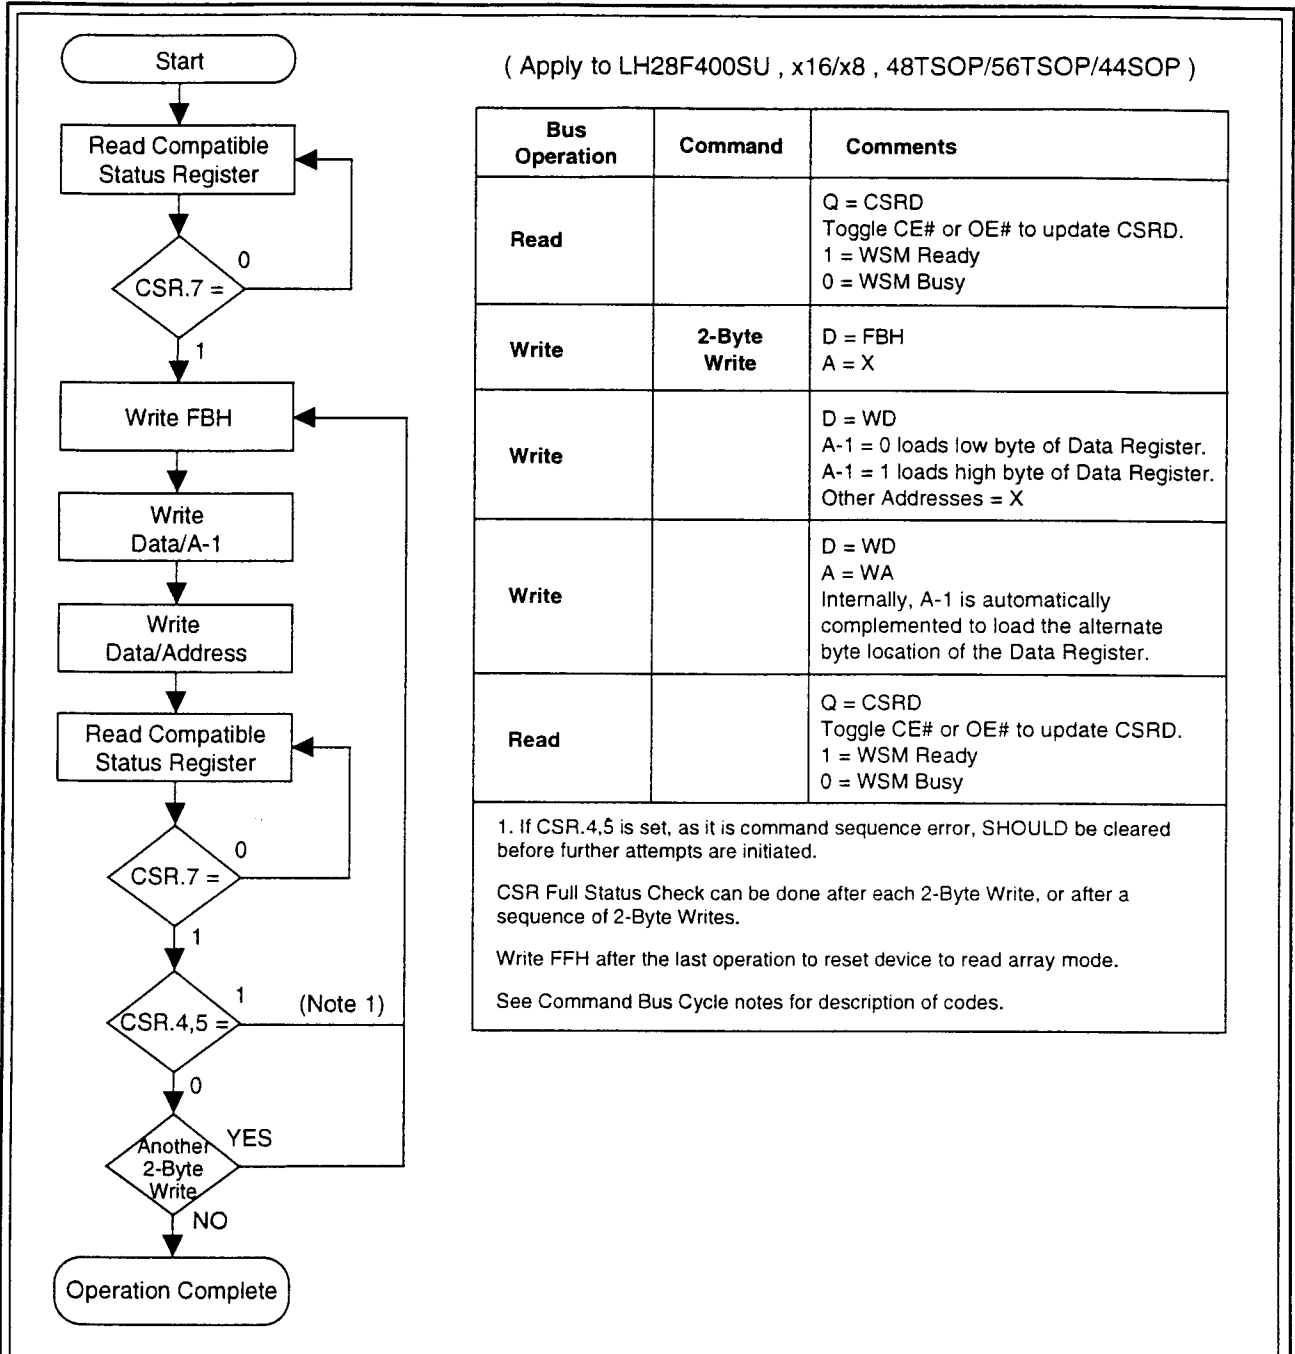 Start
Read Compatible
Status Register
0
CSR.7 =
1
Write FBH
Write
Data/A-1
Write
Data/Address
Read Compatible
Status Register
0
CSR.7 =
1
1
(Note 1)
CSR.4,5 =
0
Another
2-Byte
Write
YES
NO
Operation Complete
( Apply to LH28F400SU , x16/x8 , 48TSOP/56TSOP/44SOP )
Bus
Operation
Command
Comments
Read
Q = CSRD
Toggle CE# or OE# to update CSRD.
1 = WSM Ready
0 = WSM Busy
Write
2-Byte
Write
D = FBH
A = X
Write
D = WD
A-1 = 0 loads low byte of Data Register.
A-1 = 1 loads high byte of Data Register.
Other Addresses = X
Write
D = WD
A = WA
Internally, A-1 is automatically
complemented to load the alternate
byte location of the Data Register.
Read
Q = CSRD
Toggle CE# or OE# to update CSRD.
1 = WSM Ready
0 = WSM Busy
1. If CSR.4,5 is set, as it is command sequence error, SHOULD be cleared
before further attempts are initiated.
CSR Full Status Check can be done after each 2-Byte Write, or after a
sequence of 2-Byte Writes.
Write FFH after the last operation to reset device to read array mode.
See Command Bus Cycle notes for description of codes.